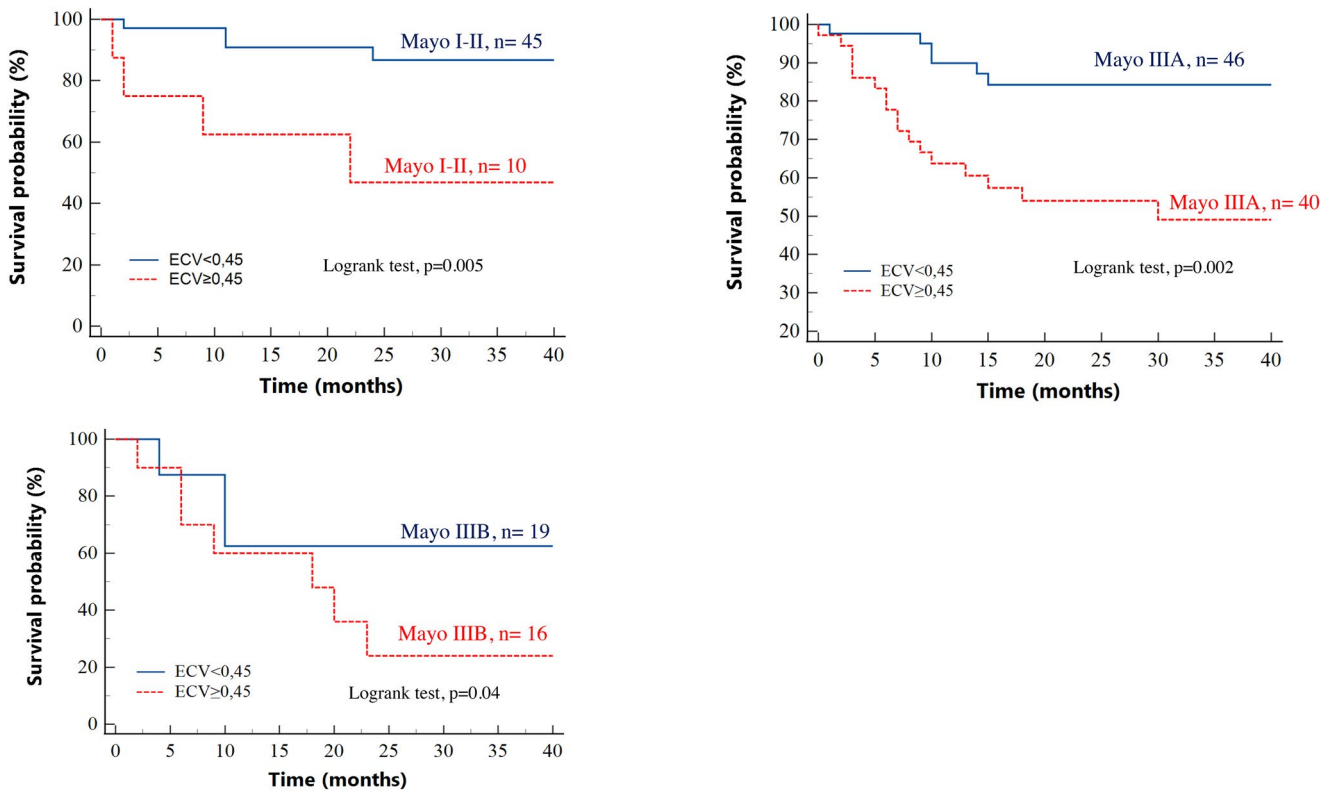 Survival probability (%)
100
80
60
40
20
0
Mayo I-II, n= 45
Mayo I-II, n= 10
ECV<0,45
ECV≥0,45
Logrank test, p=0.005
0 5 10 15 20 25 30 35 40
Time (months)
Survival probability (%)
100
90
80
70
60
50
40
30
20
Mayo IIIA, n= 46
Mayo IIIA, n= 40
ECV<0,45
ECV≥0,45
Logrank test, p=0.002
0 5 10 15 20 25 30 35 40
Time (months)
Survival probability (%)
100
80
60
40
20
0
Mayo IIIB, n= 19
Mayo IIIB, n= 16
ECV<0,45
ECV≥0,45
Logrank test, p=0.04
0 5 10 15 20 25 30 35 40
Time (months)